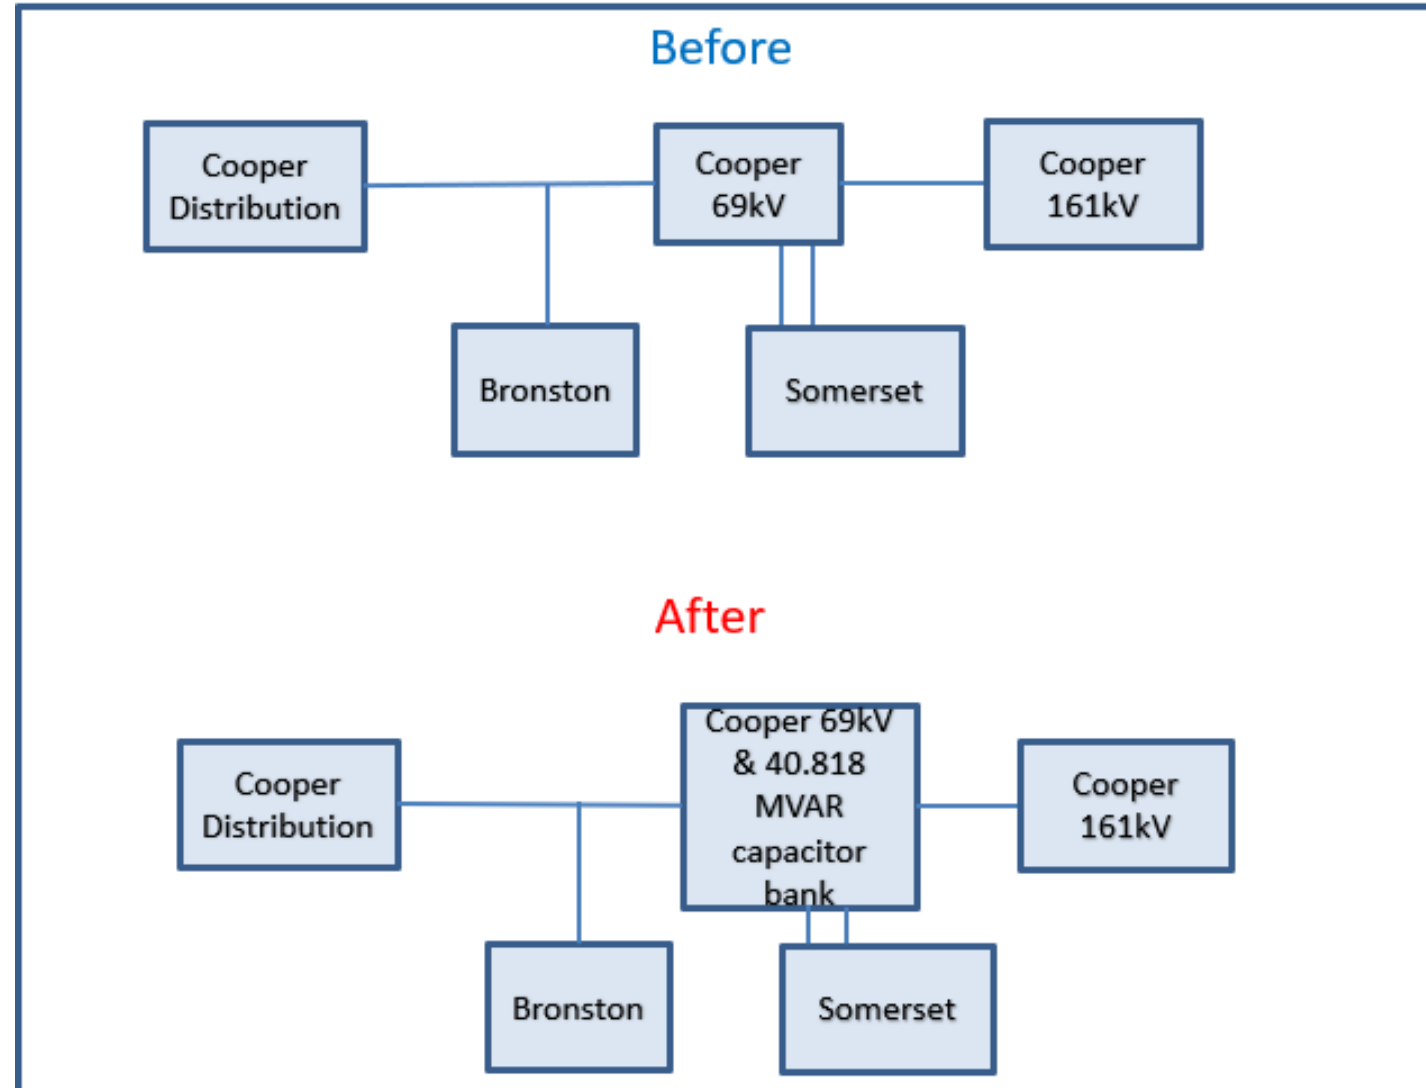 Before
Cooper
Distribution
Cooper
69kV
Cooper
161kV
Bronston
Somerset
After
Cooper
Distribution
Cooper 69kV
& 40.818
MVAR
capacitor
bank
Cooper
161kV
Bronston
Somerset